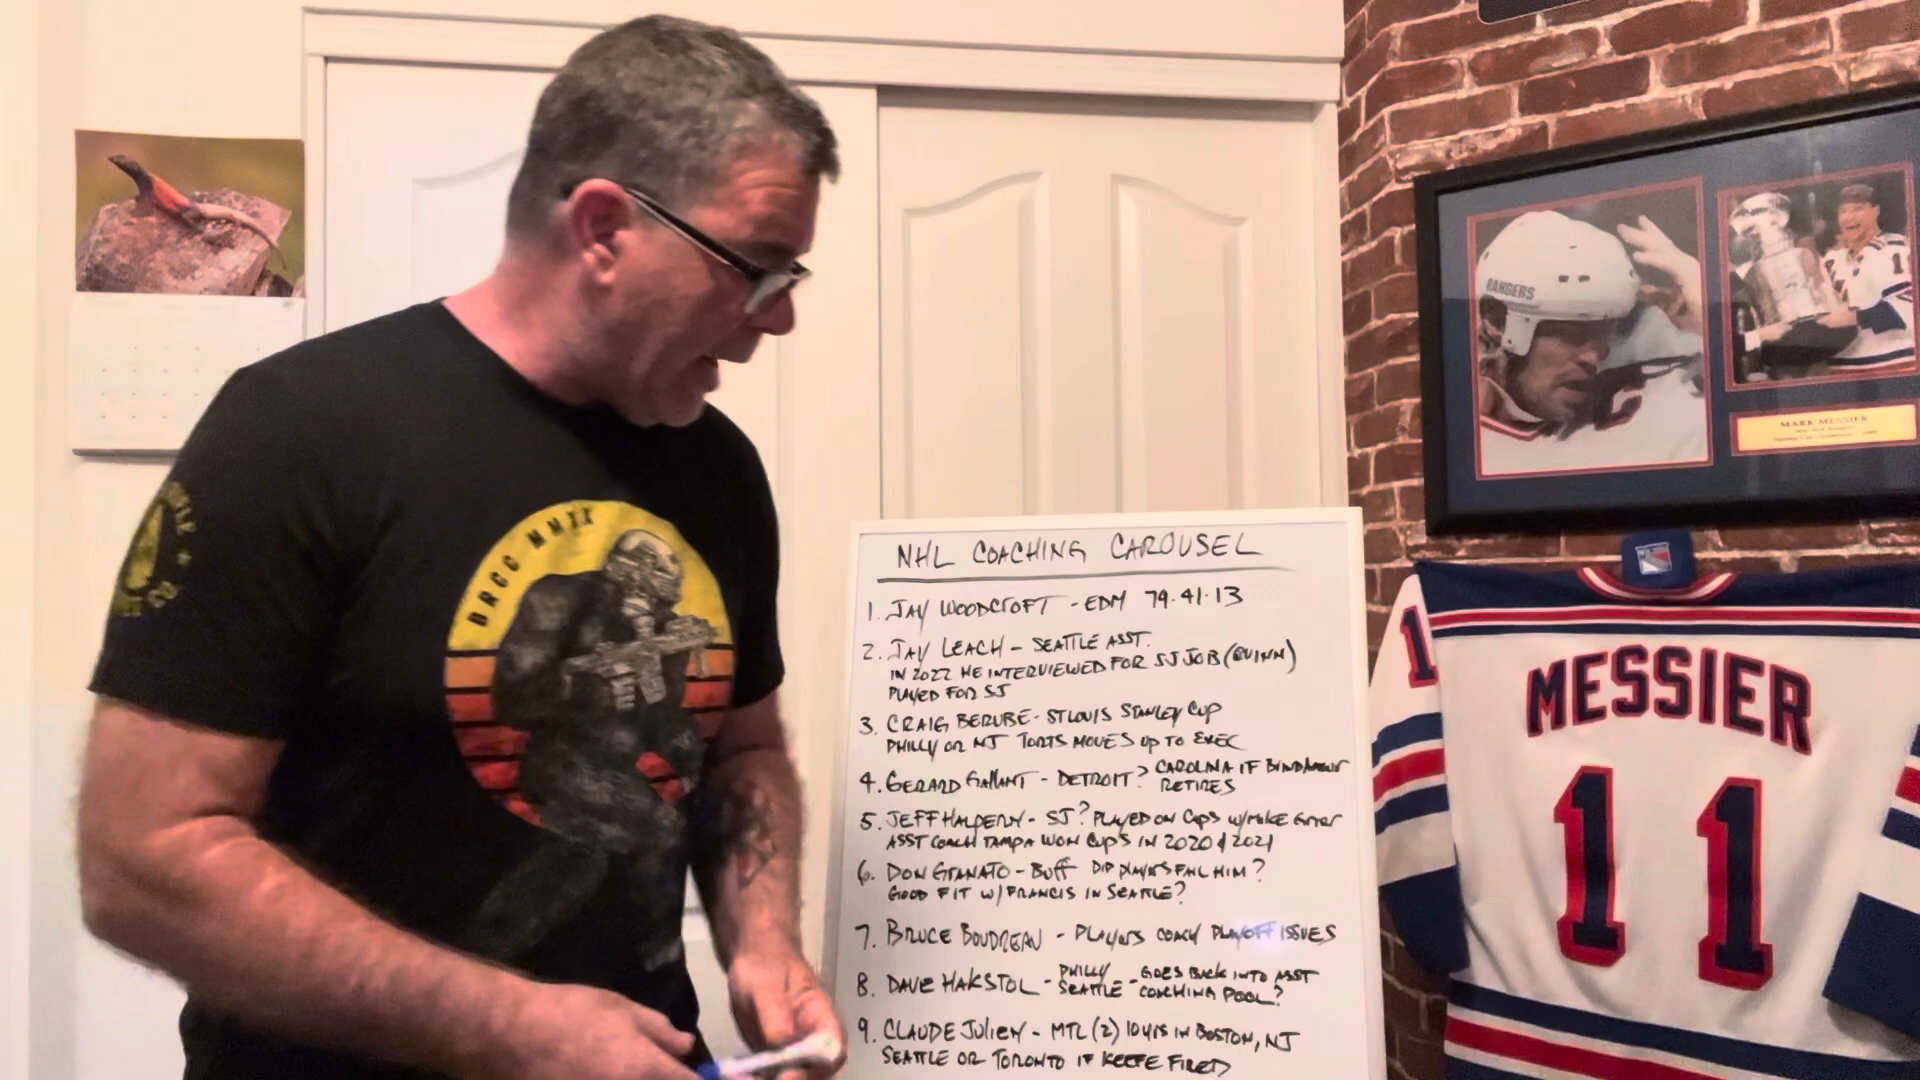 DRCC MMXX
NHL COACHING CAROUSEL
1. JAY WOODCROFT - EDM 79.41.13
2. JAY LEACH - SEATTLE ASST.
IN 2022 HE INTERVIEWED FOR SJ JOB (QUINN)
PLAYED FOR SJ
3. CRAIG BERUBE - ST LOUIS STANLEY CUP
PHILLY OR NJ TORTS MOVES UP TO EXEC
4. GERARD GALLANT - DETROIT? CAROLINA IF BRINDAMOUR
RETIRES
5. JEFF HALPERN - SJ? PLAYED ON CAPS W/MIKE GRIER
ASST COACH TAMPA WON CUPS IN 2020 & 2021
6. DON GRANATO - BUFF DID PLAYERS FAIL HIM?
GOOD FIT W/ FRANCIS IN SEATTLE?
7. BRUCE BOUDREAU - PLAYERS COACH PLAYOFF ISSUES
8. DAVE HAKSTOL - PHILLY - GOES BACK INTO ASST
SEATTLE COACHING POOL?
9. CLAUDE JULIEN - MTL (2) 10 YRS IN BOSTON, NJ
SEATTLE OR TORONTO IF KEEFE FIRED
RANGERS
MARK MESSIER
1
MESSIER
11